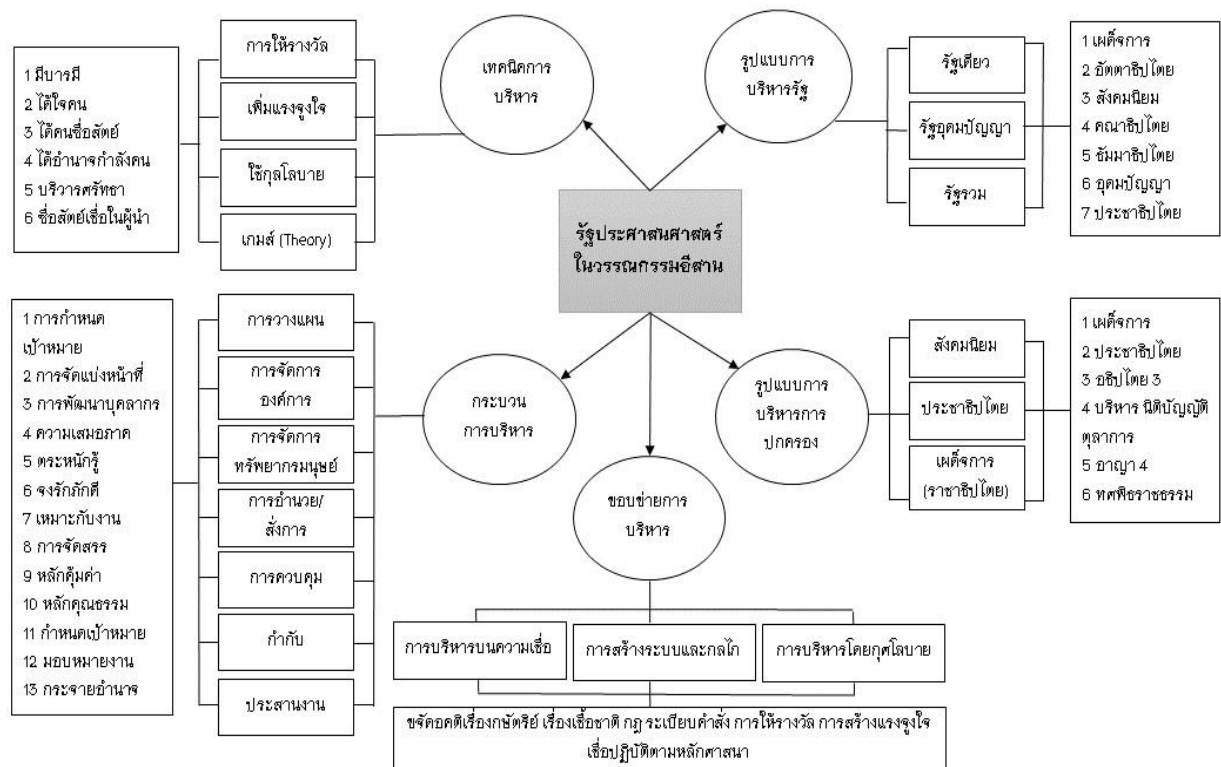 การให้รางวัล
เพิ่มแรงจูงใจ
ใช้กุลโลบาย
เกมส์ (Theory)
1 มีบารมี
2 ได้ใจคน
3 ได้คนซื่อสัตย์
4 ได้อำนาจกำลังคน
5 บริวารศรัทธา
6 ซื่อสัตย์เชื่อในผู้นำ
เทคนิคการ
บริหาร
รูปแบบการ
บริหารรัฐ
รัฐเดียว
รัฐอุดมปัญญา
รัฐรวม
1 เผด็จการ
2 อัตตาธิปไตย
3 สังคมนิยม
4 คณาธิปไตย
5 ธัมมาธิปไตย
6 อุดมปัญญา
7 ประชาธิปไตย
รัฐประศาสนศาสตร์
ในวรรณกรรมอีสาน
1 การกำหนด
เป้าหมาย
2 การจัดแบ่งหน้าที่
3 การพัฒนาบุคลากร
4 ความเสมอภาค
5 ตระหนักรู้
6 จงรักภักดี
7 เหมาะกับงาน
8 การจัดสรร
9 หลักคุ้มค่า
10 หลักคุณธรรม
11 กำหนดเป้าหมาย
12 มอบหมายงาน
13 กระจายอำนาจ
การวางแผน
การจัดการ
องค์การ
การจัดการ
ทรัพยากรมนุษย์
การอำนวย/
สั่งการ
การควบคุม
กำกับ
ประสานงาน
กระบวน
การบริหาร
ขอบข่ายการ
บริหาร
รูปแบบการ
บริหารการ
ปกครอง
สังคมนิยม
ประชาธิปไตย
เผด็จการ
(ราชาธิปไตย)
1 เผด็จการ
2 ประชาธิปไตย
3 อธิปไตย 3
4 บริหาร นิติบัญญัติ
ตุลาการ
5 อาญา 4
6 ทศพิธราชธรรม
การบริหารบนความเชื่อ
การสร้างระบบและกลไก
การบริหารโดยกุศโลบาย
ขจัดอคติเรื่องกษัตริย์ เรื่องเชื้อชาติ กฎ ระเบียบคำสั่ง การให้รางวัล การสร้างแรงจูงใจ
เชื่อปฏิบัติตามหลักศาสนา